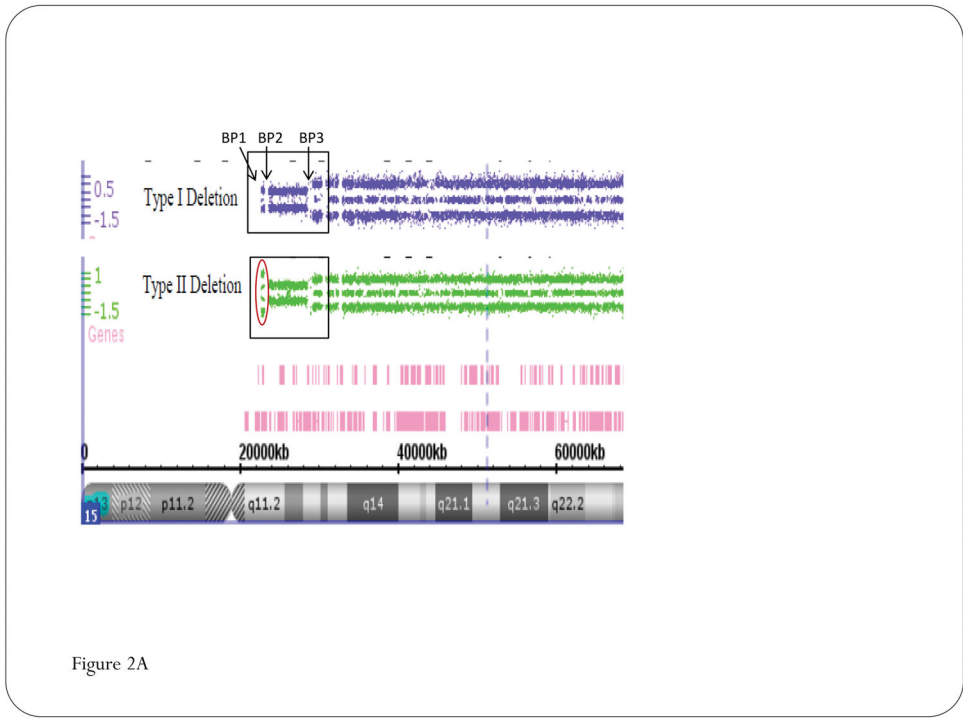 BP1 BP2 BP3
0.5
Type I Deletion
-1.5
1
Type II Deletion
-1.5
Genes
0 20000kb 40000kb 60000kb
p12 p11.2 q11.2 q14 q21.1 q21.3 q22.2
15
Figure 2A